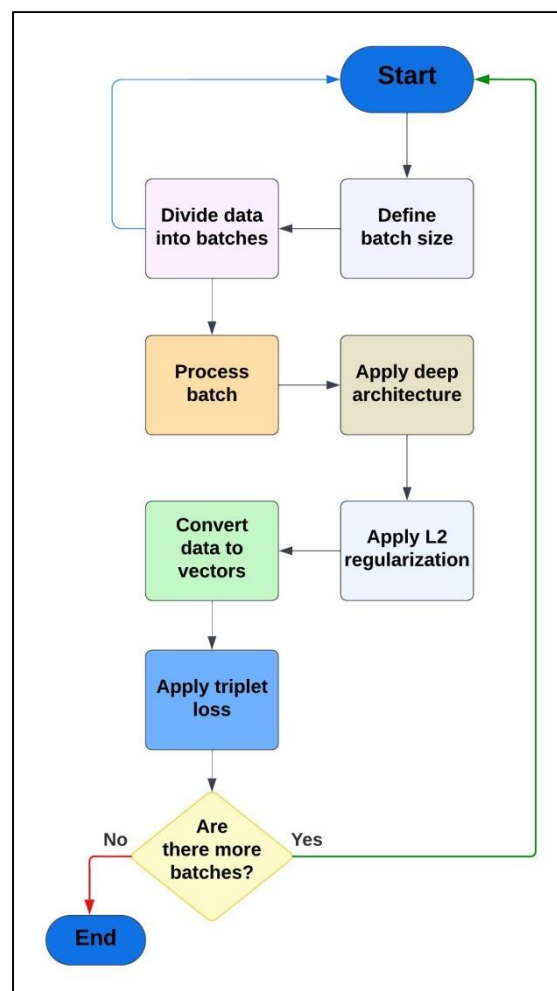 Start
Divide data
into batches
Define
batch size
Process
batch
Apply deep
architecture
Convert
data to
vectors
Apply L2
regularization
Apply triplet
loss
Are
there more
batches?
No
Yes
End